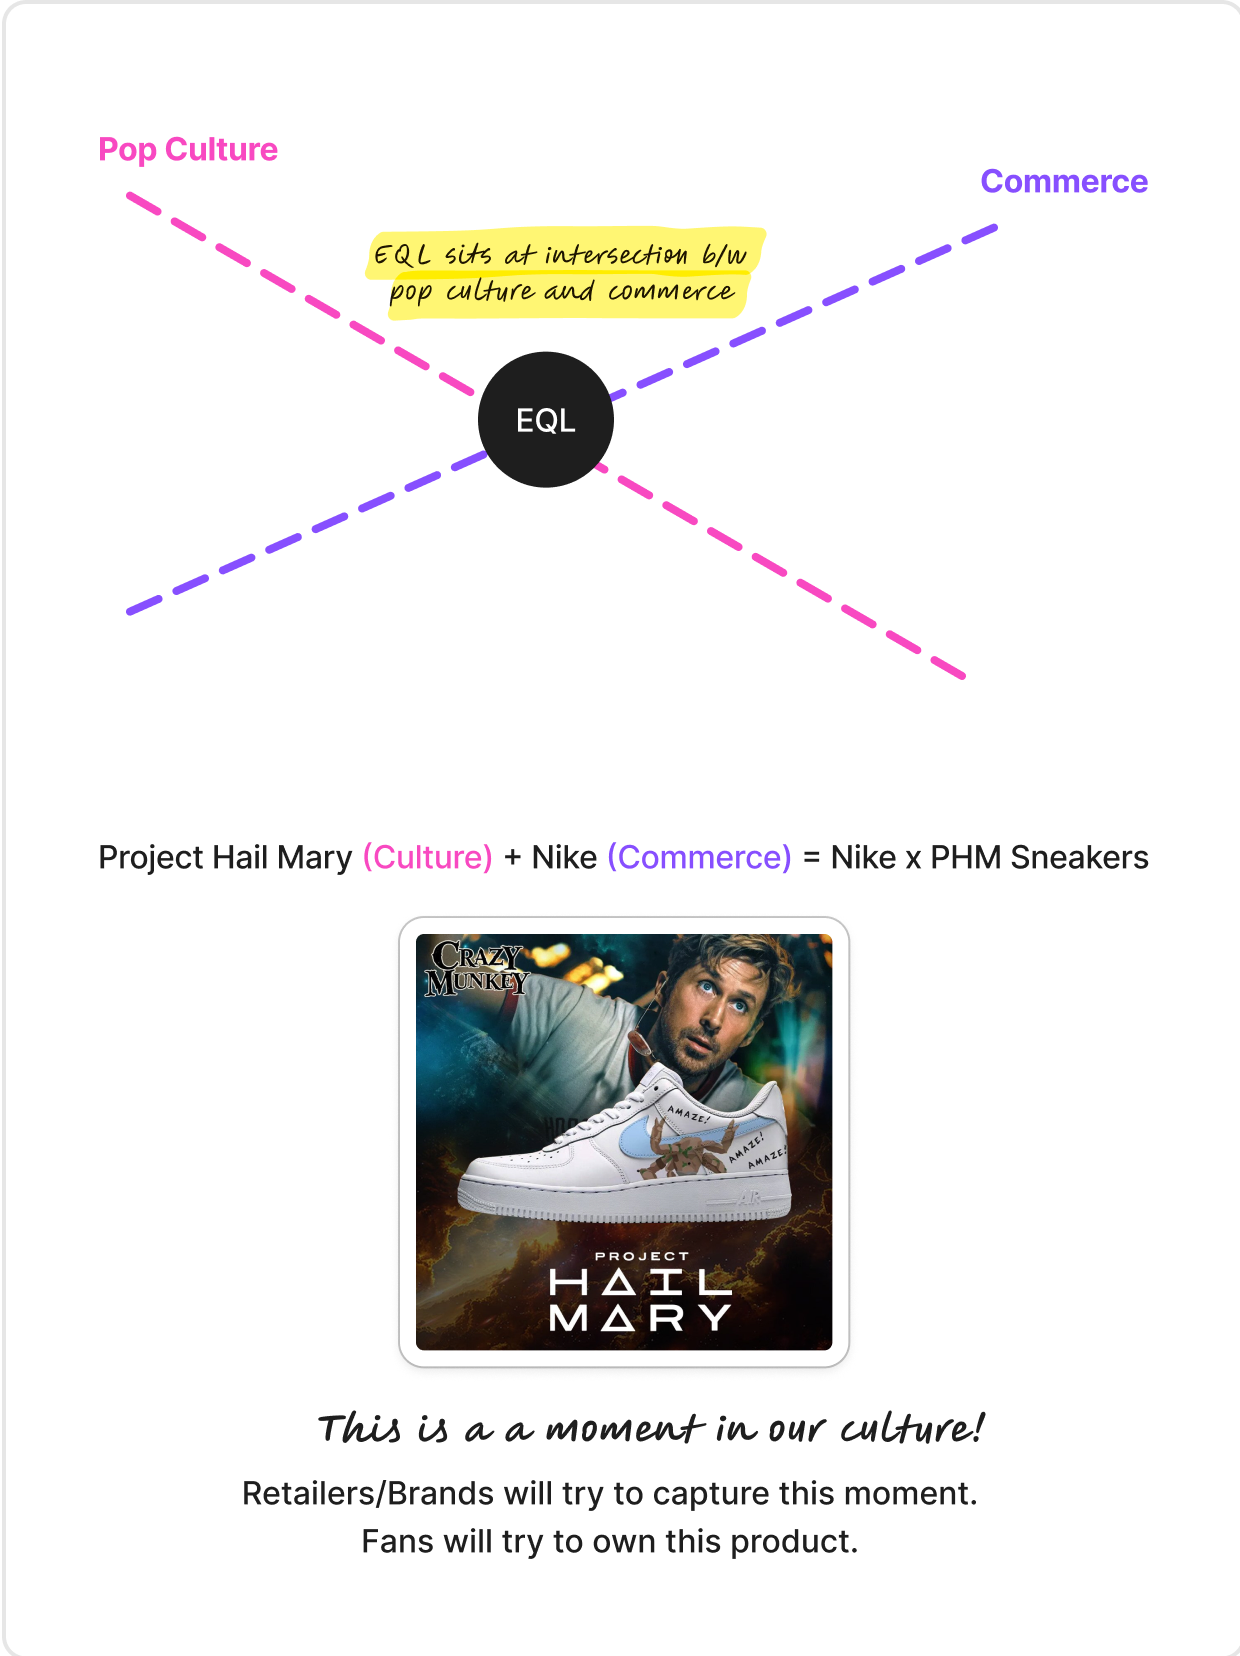 Pop Culture
Commerce
EQL sits at intersection b/w
pop culture and commerce
EQL
Project Hail Mary (Culture) + Nike (Commerce) = Nike x PHM Sneakers
CRAZY
MUNKEY
AMAZE!
AMAZE!
AMAZE!
AIR
PROJECT
HAIL
MARY
This is a a moment in our culture!
Retailers/Brands will try to capture this moment.
Fans will try to own this product.